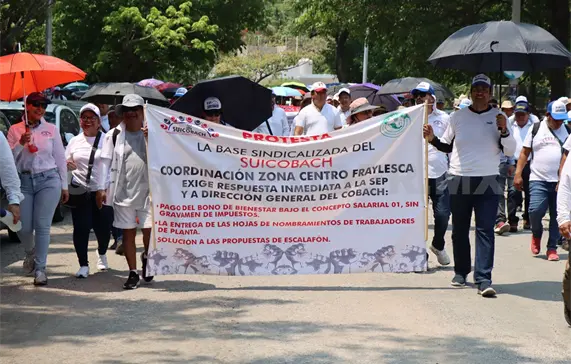 SUICOBACH
PROTESTA
LA BASE SINDICALIZADA DEL
SUICOBACH
COORDINACIÓN ZONA CENTRO FRAYLESCA
EXIGE RESPUESTA INMEDIATA A LA SEP
Y A DIRECCIÓN GENERAL DEL COBACH:
-PAGO DEL BONO DE BIENESTAR BAJO EL CONCEPTO SALARIAL 01, SIN
GRAVAMEN DE IMPUESTOS.
-LA ENTREGA DE LAS HOJAS DE NOMBRAMIENTOS DE TRABAJADORES
DE PLANTA.
-SOLUCIÓN A LAS PROPUESTAS DE ESCALAFÓN.